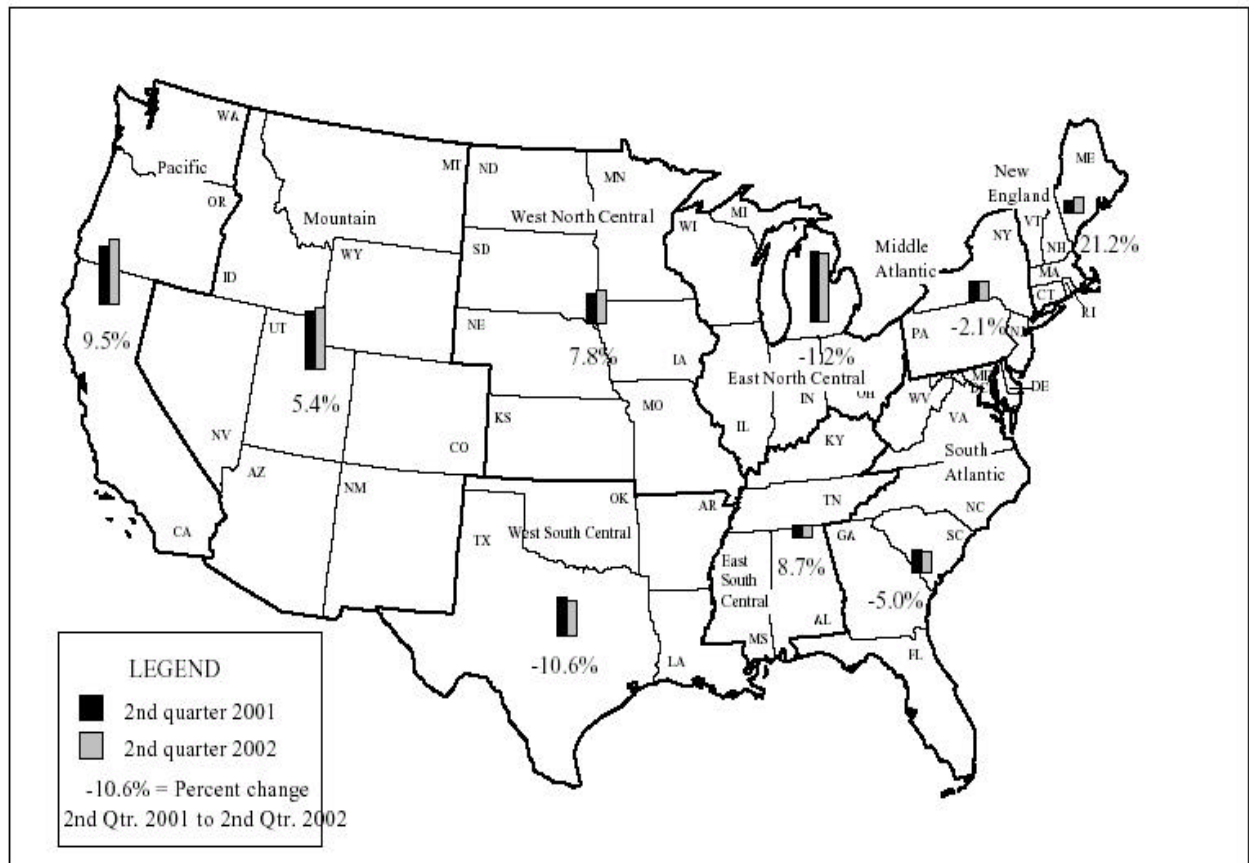 WA
Pacific
OR
MT
Mountain
ID
WY
ND
MN
West North Central
SD
WI
MI
New
England
ME
VT
NH
21.2%
MA
CT
RI
NY
Middle
Atlantic
-2.1%
PA
NJ
9.5%
UT
5.4%
NE
7.8%
IA
-1.2%
East North Central
OH
IN
IL
MD
DE
WV
VA
NV
CO
KS
MO
KY
South
Atlantic
CA
AZ
NM
OK
AR
TN
NC
SC
TX
West South Central
East
South
Central
8.7%
GA
-5.0%
-10.6%
LA
MS
AL
FL
LEGEND
2nd quarter 2001
2nd quarter 2002
-10.6% = Percent change
2nd Qtr. 2001 to 2nd Qtr. 2002